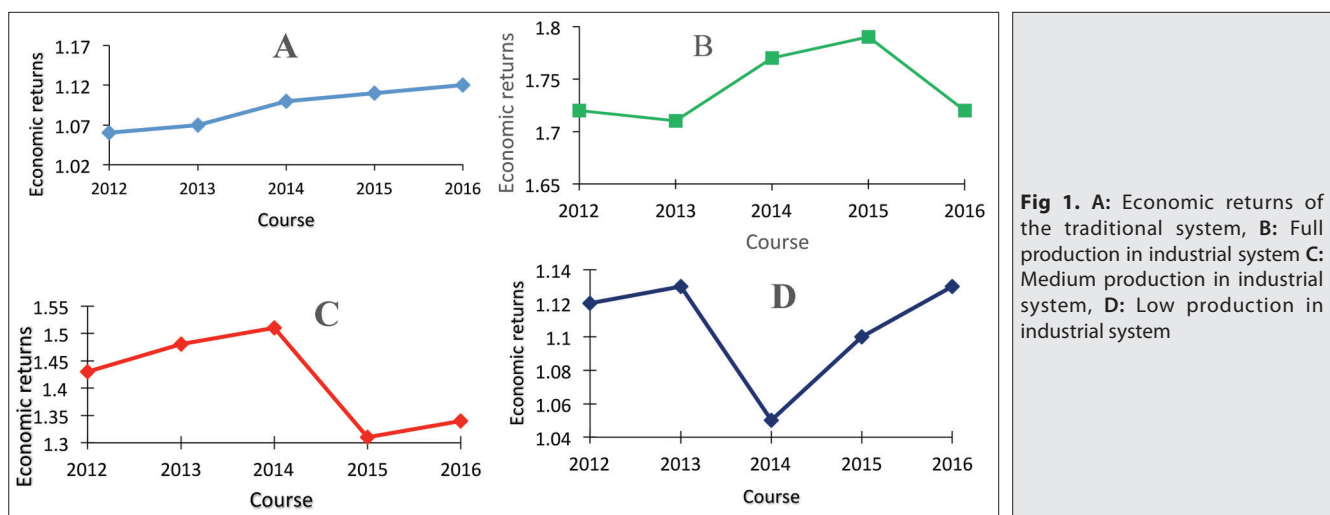 A
Economic returns
1.17
1.12
1.07
1.02
2012 2013 2014 2015 2016
Course
B
Economic returns
1.8
1.75
1.7
1.65
2012 2013 2014 2015 2016
Course
C
Economic returns
1.55
1.5
1.45
1.4
1.35
1.3
2012 2013 2014 2015 2016
Course
D
Economic returns
1.14
1.12
1.1
1.08
1.06
1.04
2012 2013 2014 2015 2016
Course
Fig 1. A: Economic returns of
the traditional system, B: Full
production in industrial system C:
Medium production in industrial
system, D: Low production in
industrial system